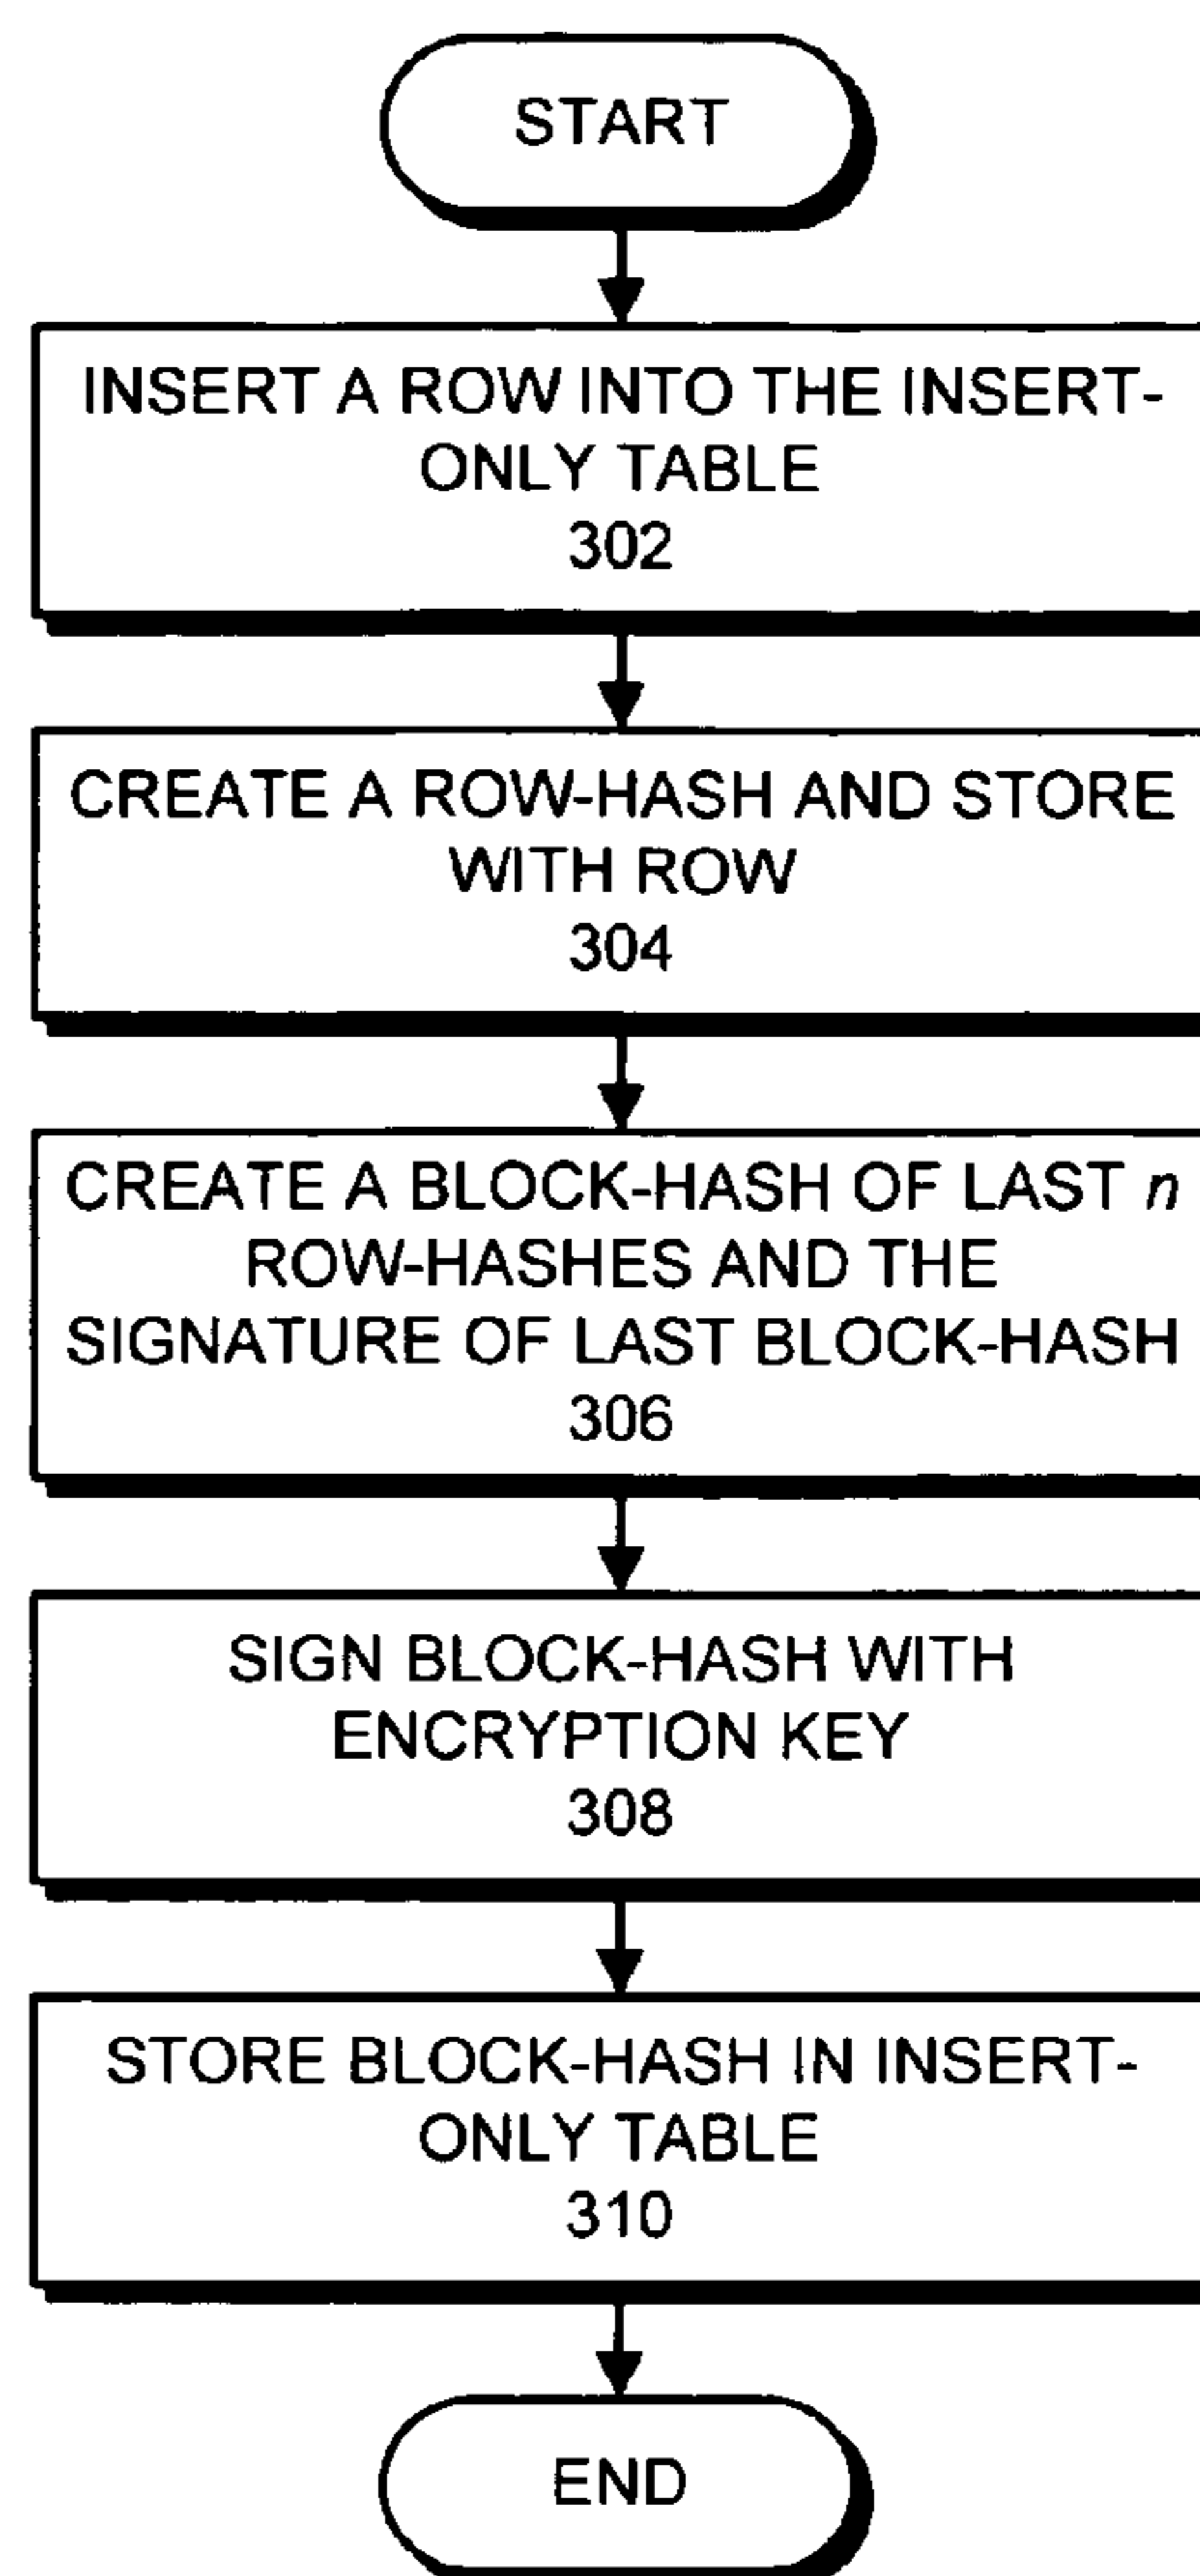 START
INSERT A ROW INTO THE INSERT-
ONLY TABLE
302
CREATE A ROW-HASH AND STORE
WITH ROW
304
CREATE A BLOCK-HASH OF LAST n
ROW-HASHES AND THE
SIGNATURE OF LAST BLOCK-HASH
306
SIGN BLOCK-HASH WITH
ENCRYPTION KEY
308
STORE BLOCK-HASH IN INSERT-
ONLY TABLE
310
END